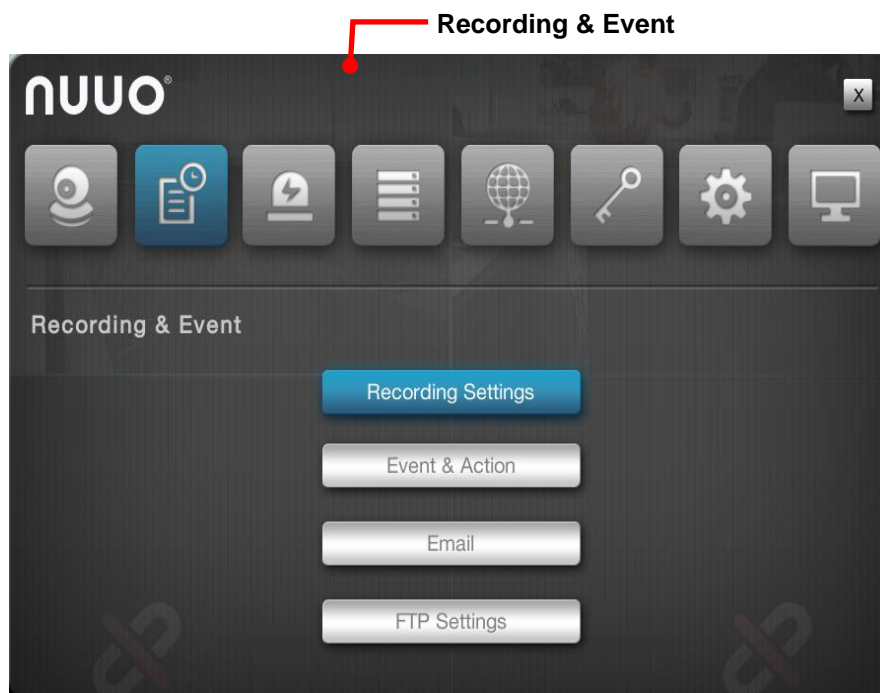 Recording & Event
nuuo®
X
Recording & Event
Recording Settings
Event & Action
Email
FTP Settings